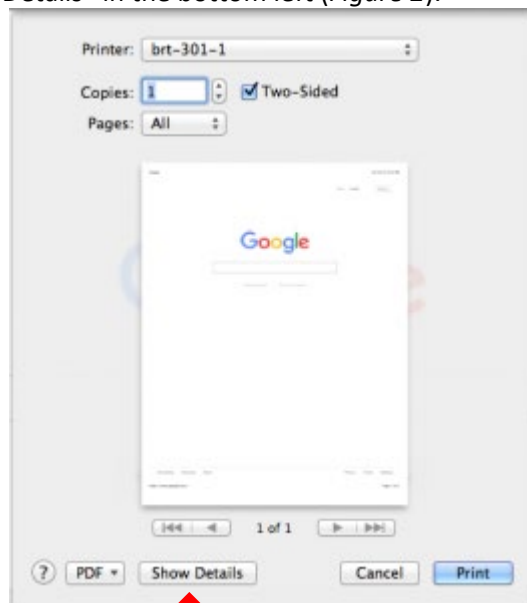 Details" in the bottom left (Figure 2).
Printer: brt-301-1
Copies: 1 Two-Sided
Pages: All
Google
1 of 1
? PDF Show Details Cancel Print